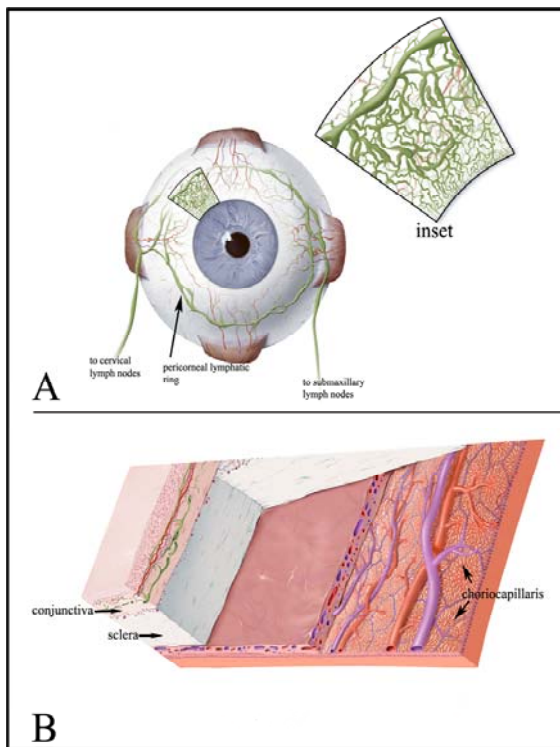 inset
to cervical
lymph nodes
pericorneal lymphatic
ring
to submaxillary
lymph nodes
A
conjunctiva
sclera
choriocapillaris
B